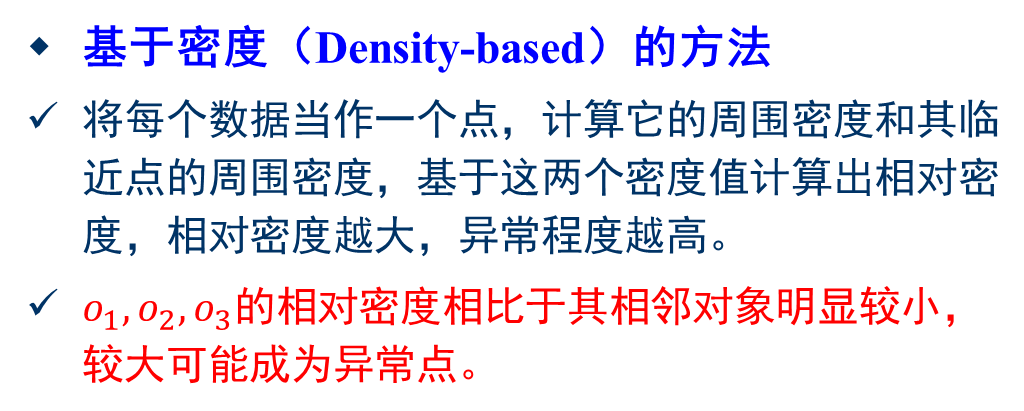 ◆ 基于密度（Density-based）的方法
✓ 将每个数据当作一个点，计算它的周围密度和其临
近点的周围密度，基于这两个密度值计算出相对密
度，相对密度越大，异常程度越高。
✓ o₁, o₂, o₃的相对密度相比于其相邻对象明显较小，
较大可能成为异常点。